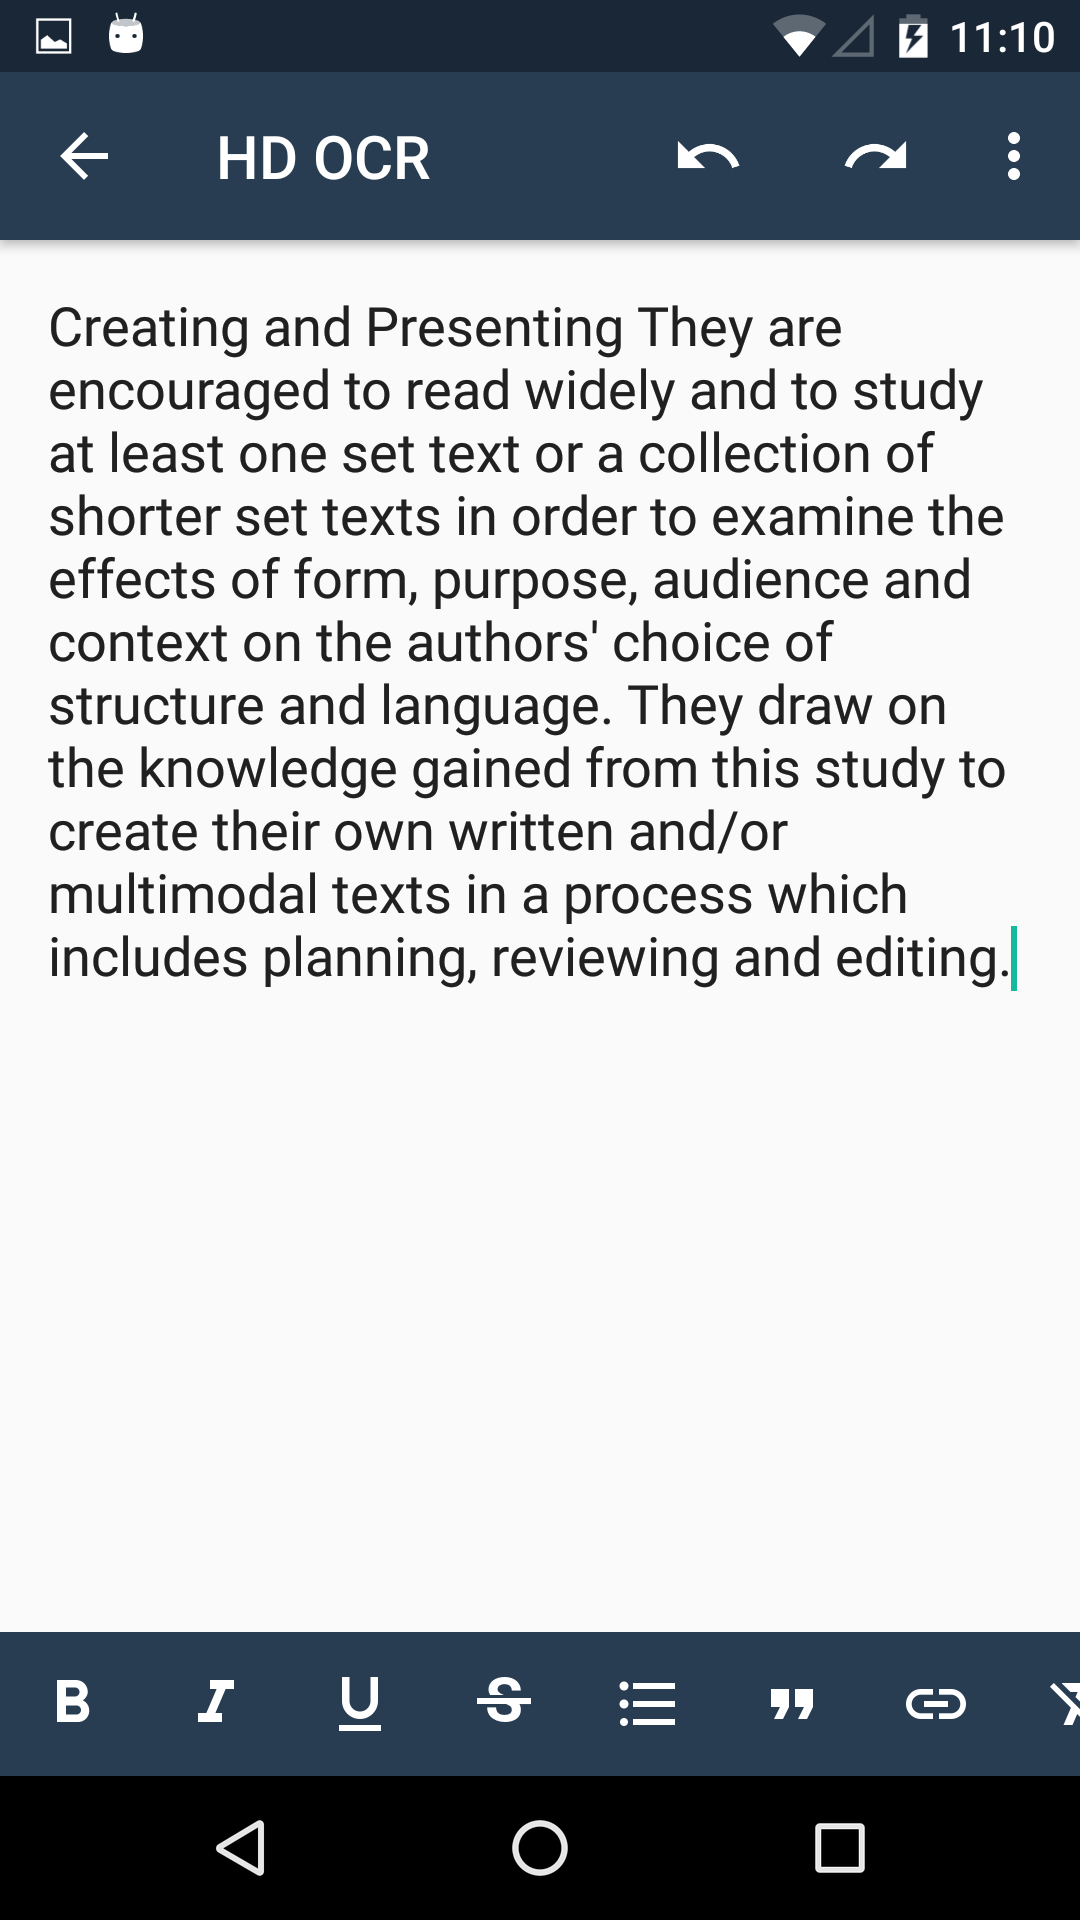 11:10
HD OCR
Creating and Presenting They are
encouraged to read widely and to study
at least one set text or a collection of
shorter set texts in order to examine the
effects of form, purpose, audience and
context on the authors' choice of
structure and language. They draw on
the knowledge gained from this study to
create their own written and/or
multimodal texts in a process which
includes planning, reviewing and editing.
B I U S